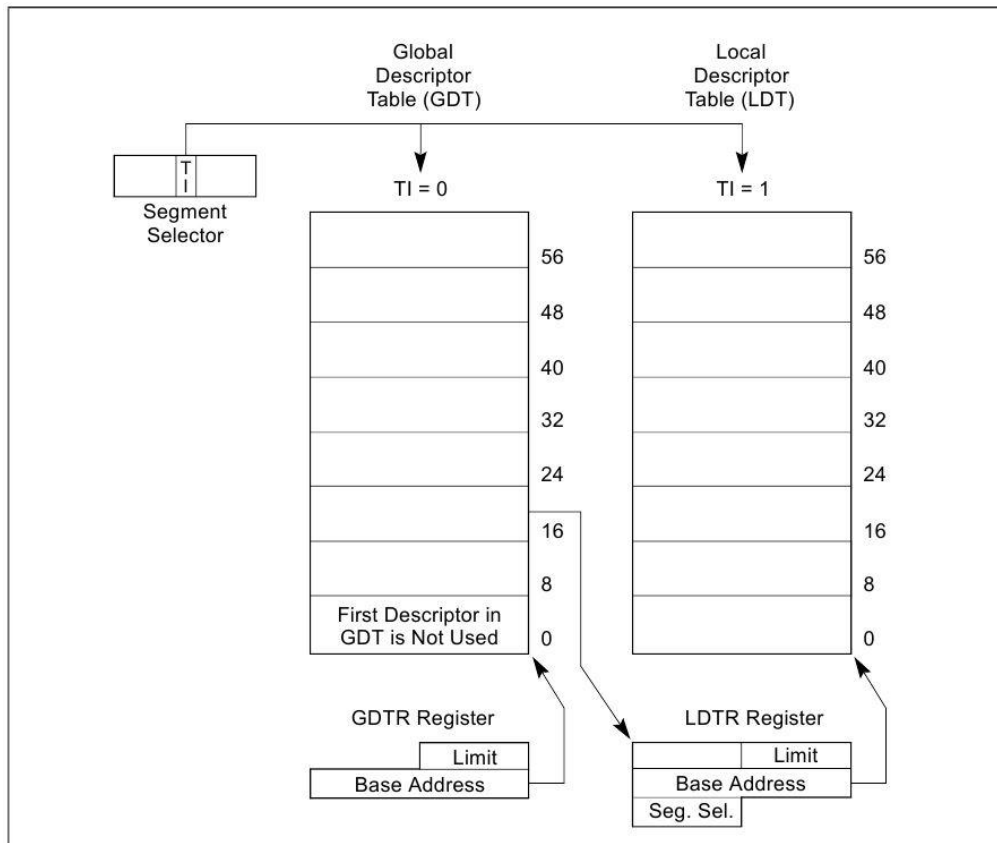 Global
Descriptor
Table (GDT)
Local
Descriptor
Table (LDT)
T
I
Segment
Selector
TI = 0
TI = 1
56
48
40
32
24
16
8
First Descriptor in
GDT is Not Used
0
56
48
40
32
24
16
8
0
GDTR Register
Limit
Base Address
LDTR Register
Limit
Base Address
Seg. Sel.